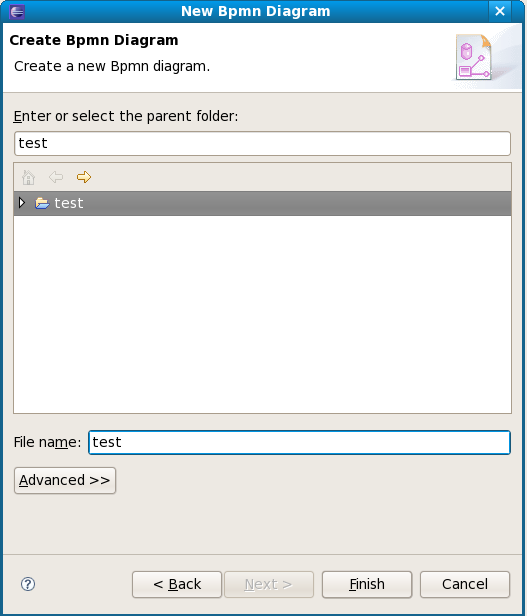 New Bpmn Diagram
Create Bpmn Diagram
Create a new Bpmn diagram.
Enter or select the parent folder:
test
test
File name: test
Advanced >>
? < Back Next > Finish Cancel